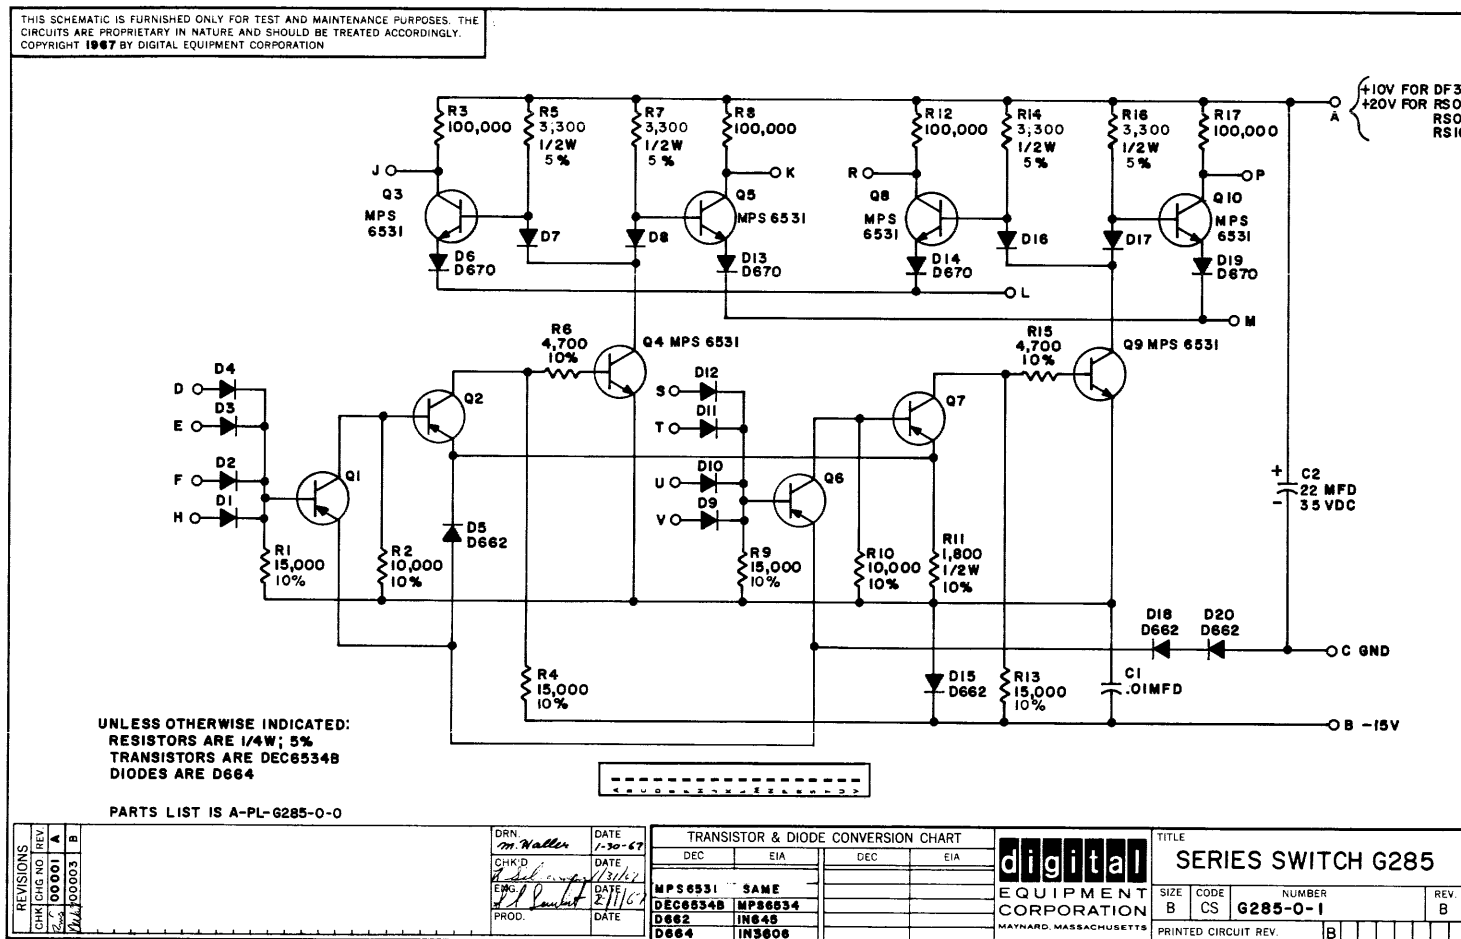 THIS SCHEMATIC IS FURNISHED ONLY FOR TEST AND MAINTENANCE PURPOSES. THE
CIRCUITS ARE PROPRIETARY IN NATURE AND SHOULD BE TREATED ACCORDINGLY.
COPYRIGHT 1967 BY DIGITAL EQUIPMENT CORPORATION
+10V FOR DF3
+20V FOR RS0
RS0
A
R3
100,000
R5
3,300
1/2W
5%
R7
3,300
1/2W
5%
R8
100,000
R12
100,000
R14
3,300
1/2W
5%
R16
3,300
1/2W
5%
R17
100,000
J
K
R
P
Q3
MPS
6531
Q5
MPS 6531
Q8
MPS
6531
Q10
MPS
6531
D7
D8
D16
D17
D6
D670
D13
D670
D14
D670
D19
D670
L
M
R6
4,700
10%
Q4 MPS 6531
R15
4,700
10%
Q9 MPS 6531
D
D4
E
D3
F
D2
H
D1
Q2
Q1
S
D12
T
D11
U
D10
V
D9
Q7
Q6
C2
22 MFD
35 VDC
+
-
D5
D662
R1
15,000
10%
R2
10,000
10%
R9
15,000
10%
R10
10,000
10%
R11
1,800
1/2W
10%
D18
D662
D20
D662
C GND
R4
15,000
10%
D15
D662
R13
15,000
10%
C1
.01MFD
B -15V
UNLESS OTHERWISE INDICATED:
RESISTORS ARE 1/4W; 5%
TRANSISTORS ARE DEC6534B
DIODES ARE D664
PARTS LIST IS A-PL-G285-0-0
REVISIONS
CHK CHG NO. REV.
00001 A
00003 B
DRN. M. Waller DATE 1-30-67
CHK'D DATE 1/31/67
ENG. DATE
PROD. DATE
TRANSISTOR & DIODE CONVERSION CHART
DEC EIA DEC EIA
MPS6531 SAME
DEC6534B MPS6534
D662 IN645
D664 IN3606
digital
EQUIPMENT
CORPORATION
MAYNARD, MASSACHUSETTS
TITLE
SERIES SWITCH G285
SIZE CODE NUMBER REV.
B CS G285-0-1 B
PRINTED CIRCUIT REV. B